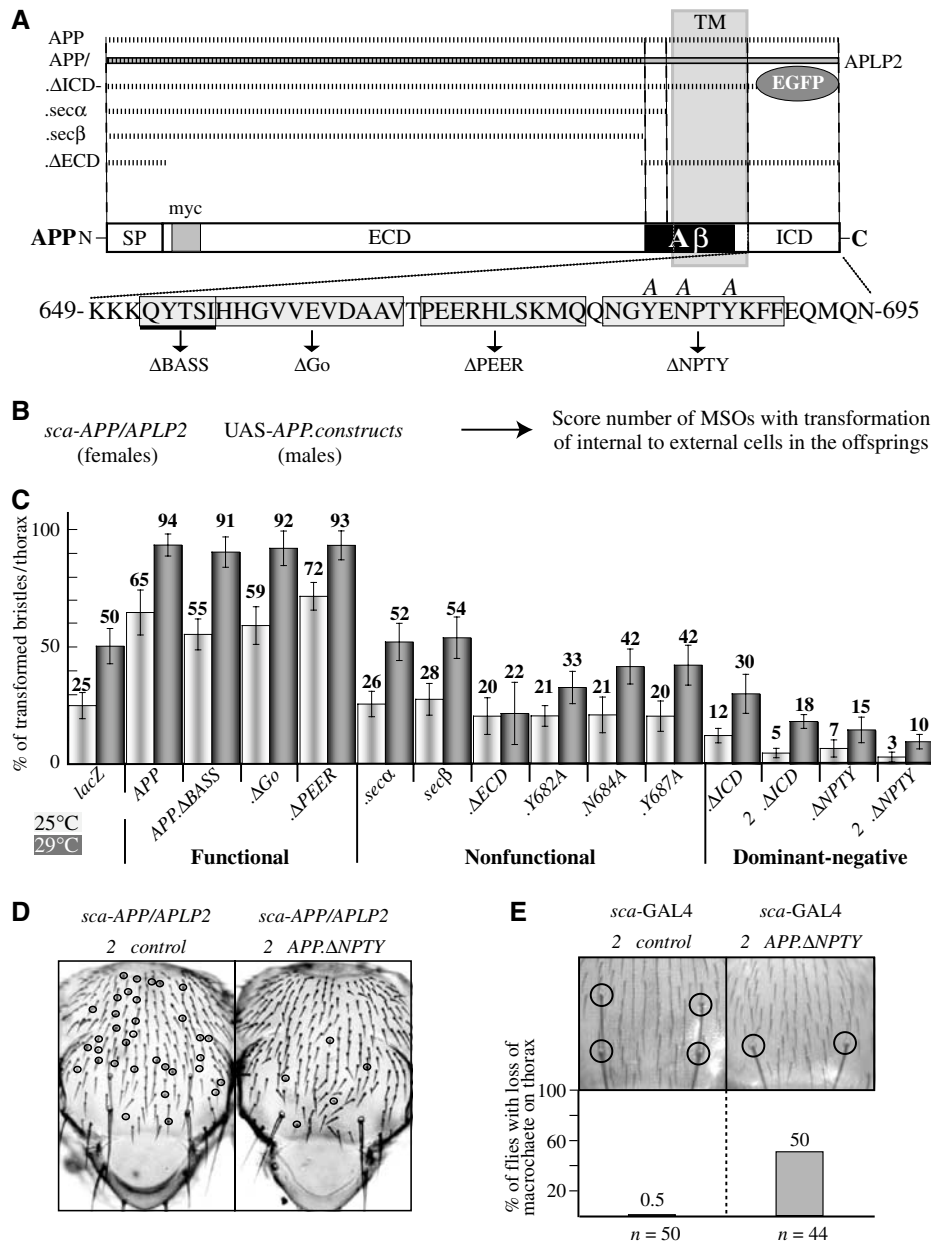 A
TM
APP
APP/
APLP2
.ΔICD-
EGFP
.secα
.secβ
.ΔECD
myc
APP N
SP
ECD
Aβ
ICD
C
A A A
649- KKKQYTSIHHGVVEVDAAVTPEERHLSKMQQNGYENPTYKFFEQMQN-695
ΔBASS
ΔGo
ΔPEER
ΔNPTY
B
sca-APP/APLP2
(females)
UAS-APP.constructs
(males)
Score number of MSOs with transformation
of internal to external cells in the offsprings
C
% of transformed bristles/thorax
100
50
0
25 50 65 94 55 91 59 92 72 93 26 52 28 54 20 22 21 33 21 42 20 42 12 30 5 18 7 15 3 10
lacZ APP APP.ΔBASS .ΔGo .ΔPEER .secα secβ .ΔECD .Y682A .N684A .Y687A .ΔICD 2 .ΔICD .ΔNPTY 2 .ΔNPTY
25°C
29°C
Functional
Nonfunctional
Dominant-negative
D
sca-APP/APLP2
2 control
sca-APP/APLP2
2 APP.ΔNPTY
E
sca-GAL4
2 control
sca-GAL4
2 APP.ΔNPTY
% of flies with loss of
macrochaete on thorax
100
60
20
0.5
50
n = 50
n = 44